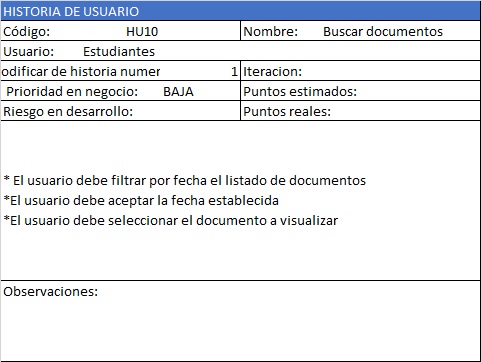 HISTORIA DE USUARIO
Código: HU10 Nombre: Buscar documentos
Usuario: Estudiantes
odificar de historia numer 1 Iteracion:
Prioridad en negocio: BAJA Puntos estimados:
Riesgo en desarrollo: Puntos reales:
* El usuario debe filtrar por fecha el listado de documentos
*El usuario debe aceptar la fecha establecida
*El usuario debe seleccionar el documento a visualizar
Observaciones: